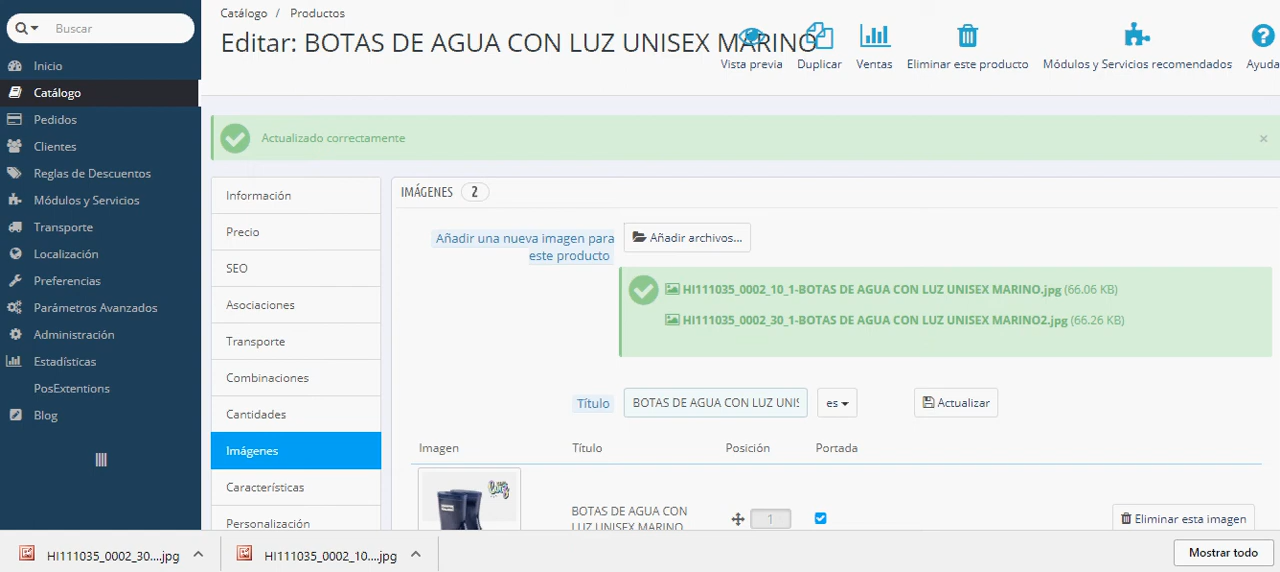 Buscar
Inicio
Catálogo
Pedidos
Clientes
Reglas de Descuentos
Módulos y Servicios
Transporte
Localización
Preferencias
Parámetros Avanzados
Administración
Estadísticas
PosExtentions
Blog
Catálogo / Productos
Editar: BOTAS DE AGUA CON LUZ UNISEX MARINO
Vista previa
Duplicar
Ventas
Eliminar este producto
Módulos y Servicios recomendados
Ayuda
Actualizado correctamente
×
Información
Precio
SEO
Asociaciones
Transporte
Combinaciones
Cantidades
Imágenes
Características
Personalización
IMÁGENES 2
Añadir una nueva imagen para
este producto
Añadir archivos...
HI111035_0002_10_1-BOTAS DE AGUA CON LUZ UNISEX MARINO.jpg (66.06 KB)
HI111035_0002_30_1-BOTAS DE AGUA CON LUZ UNISEX MARINO2.jpg (66.26 KB)
Título
BOTAS DE AGUA CON LUZ UNIS
es
Actualizar
Imagen Título Posición Portada
BOTAS DE AGUA CON
LUZ UNISEX MARINO
1
Eliminar esta imagen
HI111035_0002_30....jpg
HI111035_0002_10....jpg
Mostrar todo